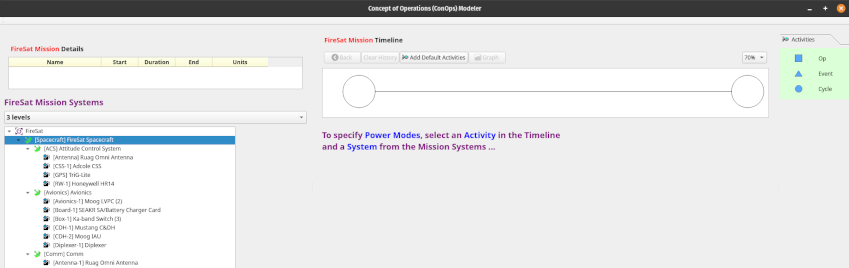 Concept of Operations (ConOps) Modeler
FireSat Mission Details
Name Start Duration End Units
FireSat Mission Systems
3 levels
FireSat
[Spacecraft] FireSat Spacecraft
[ACS] Attitude Control System
[Antenna] Ruag Omni Antenna
[CSS-1] Adcole CSS
[GPS] TriG-Lite
[RW-1] Honeywell HR14
[Avionics] Avionics
[Avionics-1] Moog LVPC (2)
[Board-1] SEAKR SA/Battery Charger Card
[Box-1] Ka-band Switch (3)
[CDH-1] Mustang C&DH
[CDH-2] Moog IAU
[Diplexer-1] Diplexer
[Comm] Comm
[Antenna-1] Ruag Omni Antenna
FireSat Mission Timeline
Back Clear History Add Default Activities Graph 70%
To specify Power Modes, select an Activity in the Timeline
and a System from the Mission Systems ...
Activities
Op
Event
Cycle